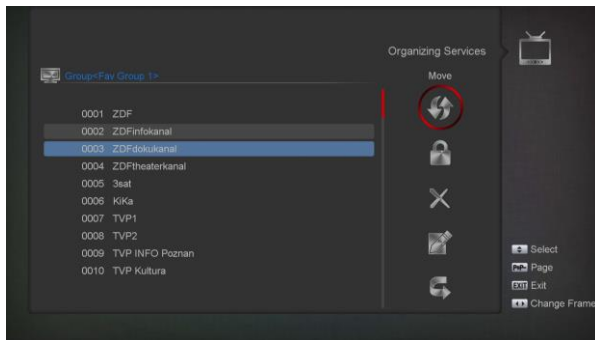 Organizing Services
Group<Fav Group 1>
Move
0001 ZDF
0002 ZDFinfokanal
0003 ZDFdokukanal
0004 ZDFtheaterkanal
0005 3sat
0006 KiKa
0007 TVP1
0008 TVP2
0009 TVP INFO Poznan
0010 TVP Kultura
Select
Page
EXIT Exit
Change Frame